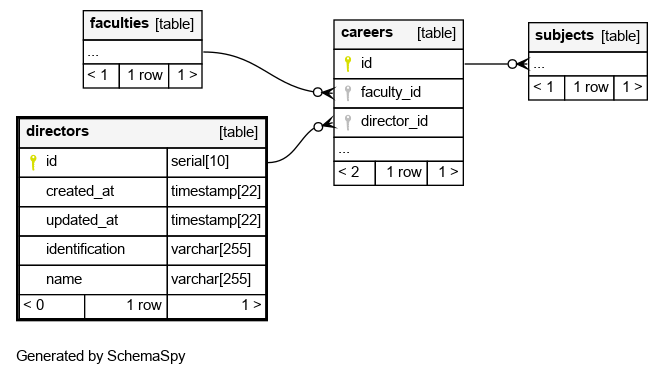 faculties [table]
...
< 1 1 row 1 >
careers [table]
id
faculty_id
director_id
...
< 2 1 row 1 >
subjects [table]
...
< 1 1 row 1 >
directors [table]
id serial[10]
created_at timestamp[22]
updated_at timestamp[22]
identification varchar[255]
name varchar[255]
< 0 1 row 1 >
Generated by SchemaSpy